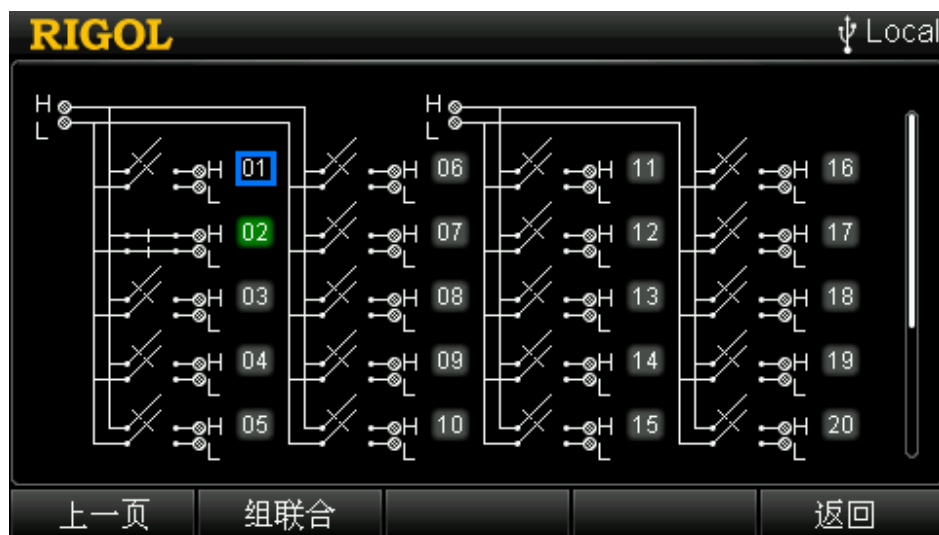 RIGOL Local
H H
L L
H 01 H 06 H 11 H 16
L L L L
H 02 H 07 H 12 H 17
L L L L
H 03 H 08 H 13 H 18
L L L L
H 04 H 09 H 14 H 19
L L L L
H 05 H 10 H 15 H 20
L L L L
上一页 组联合 返回